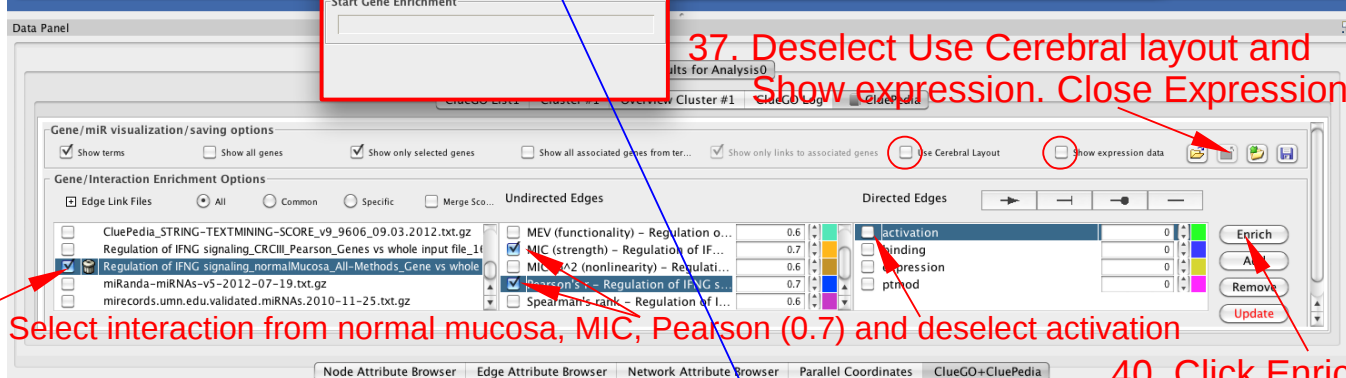 Start Gene Enrichment
Data Panel
37. Deselect Use Cerebral layout and
Show expression. Close Expression
ults for Analysis0
ClueGO List1 Cluster #1 Overview Cluster #1 ClueGO Log CluePedia
Gene/miR visualization/saving options
Show terms Show all genes Show only selected genes Show all associated genes from ter... Show only links to associated genes Use Cerebral Layout Show expression data
Gene/Interaction Enrichment Options
Edge Link Files All Common Specific Merge Sco... Undirected Edges Directed Edges
CluePedia_STRING-TEXTMINING-SCORE_v9_9606_09.03.2012.txt.gz MEV (functionality) – Regulation o... 0.6 activation 0 Enrich
Regulation of IFNG signaling_CRCIII_Pearson_Genes vs whole input file_1 MIC (strength) – Regulation of IF... 0.7 binding 0 Add
Regulation of IFNG signaling_normalMucosa_All-Methods_Gene vs whole 0.6 expression 0
miRanda-miRNAs-v5-2012-07-19.txt.gz Pearson's r – Regulation of IFNG s... 0.7 ptmod 0 Remove
mirecords.umn.edu.validated.miRNAs.2010-11-25.txt.gz Spearman's rank – Regulation of I... 0.6
Update
Select interaction from normal mucosa, MIC, Pearson (0.7) and deselect activation
Node Attribute Browser Edge Attribute Browser Network Attribute Browser Parallel Coordinates ClueGO+CluePedia
40. Click Enric